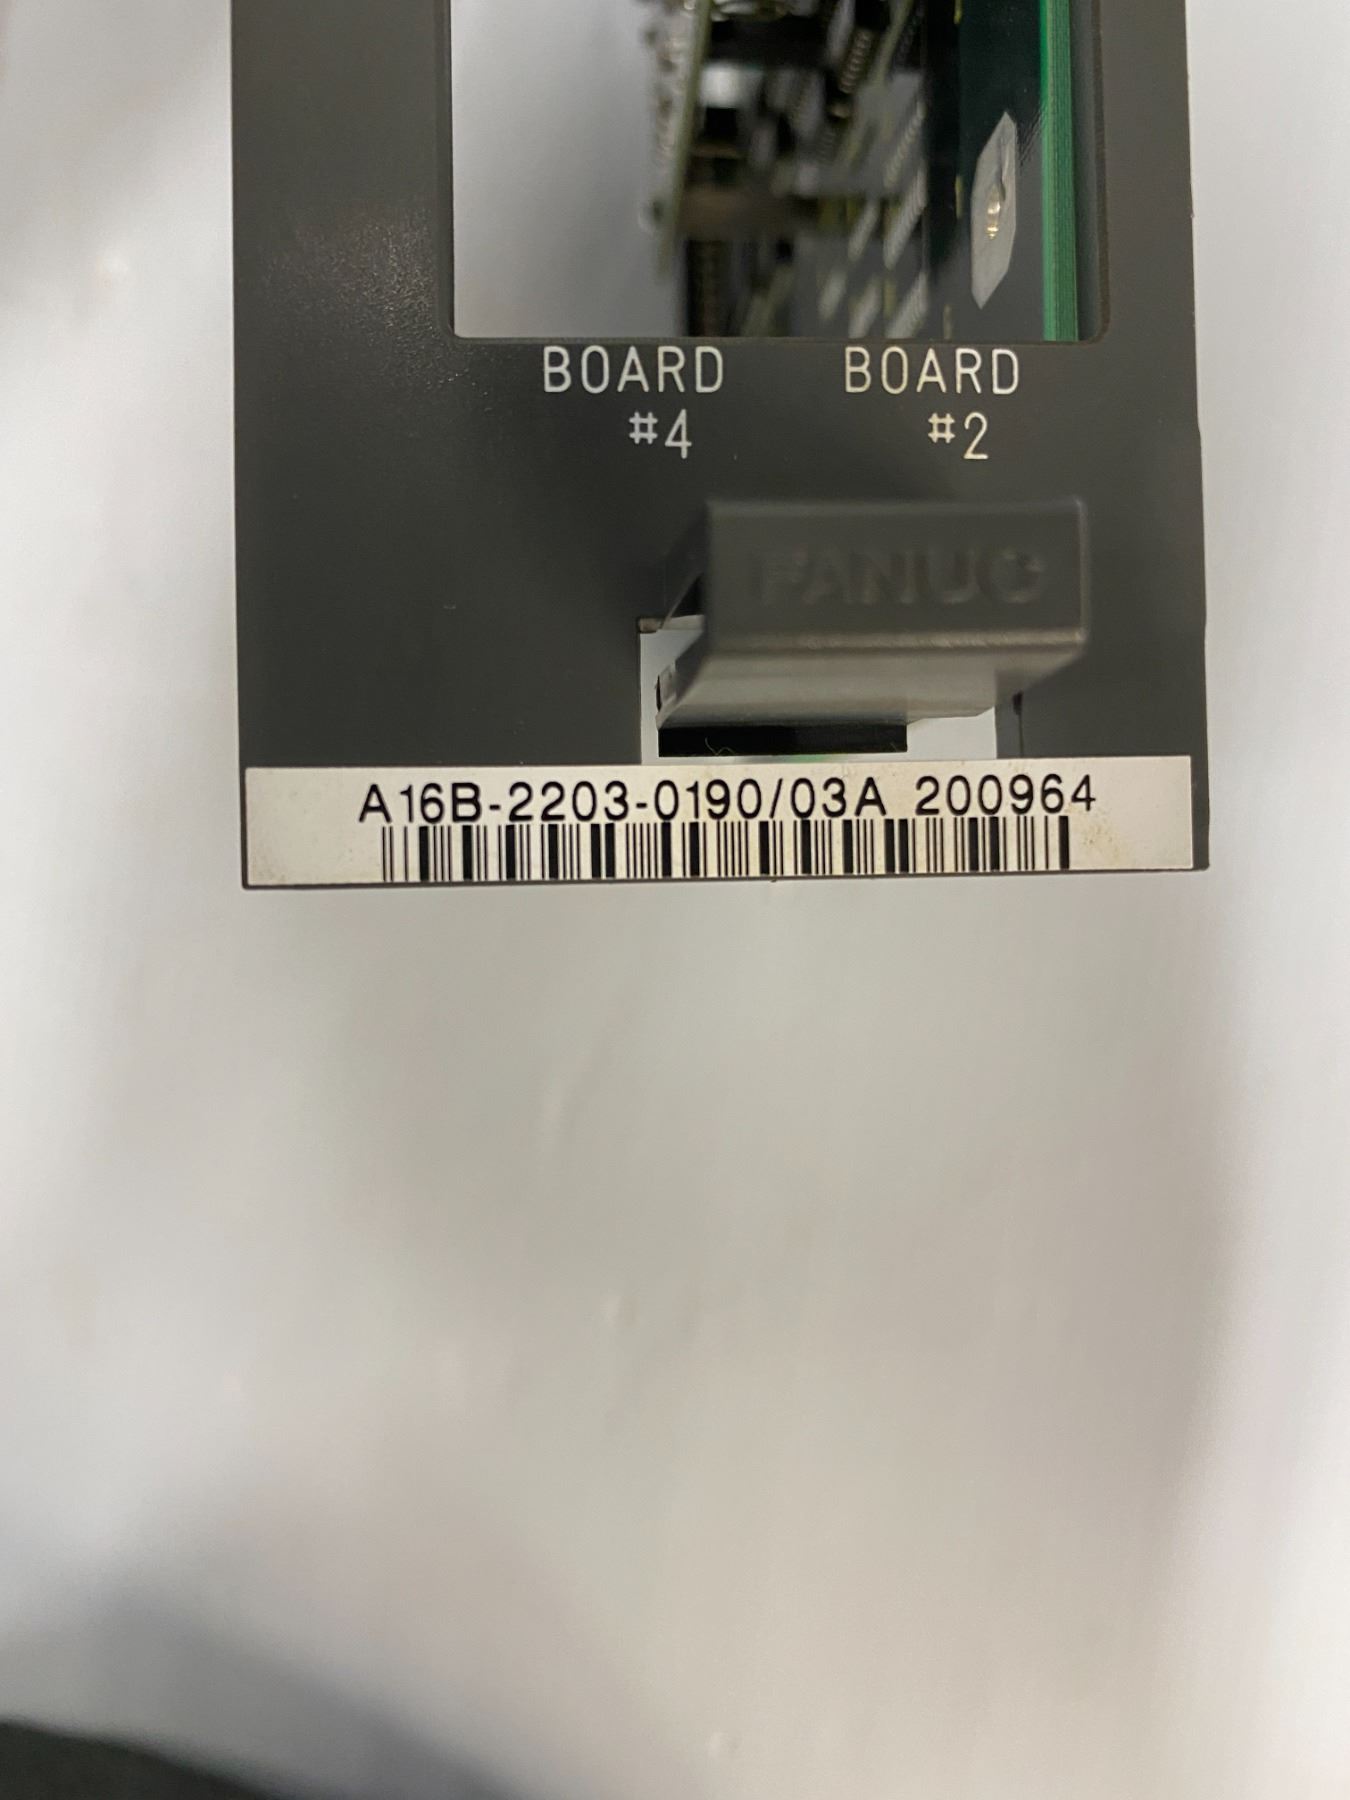 BOARD BOARD
#4 #2
FANUC
A16B-2203-0190/03A 200964